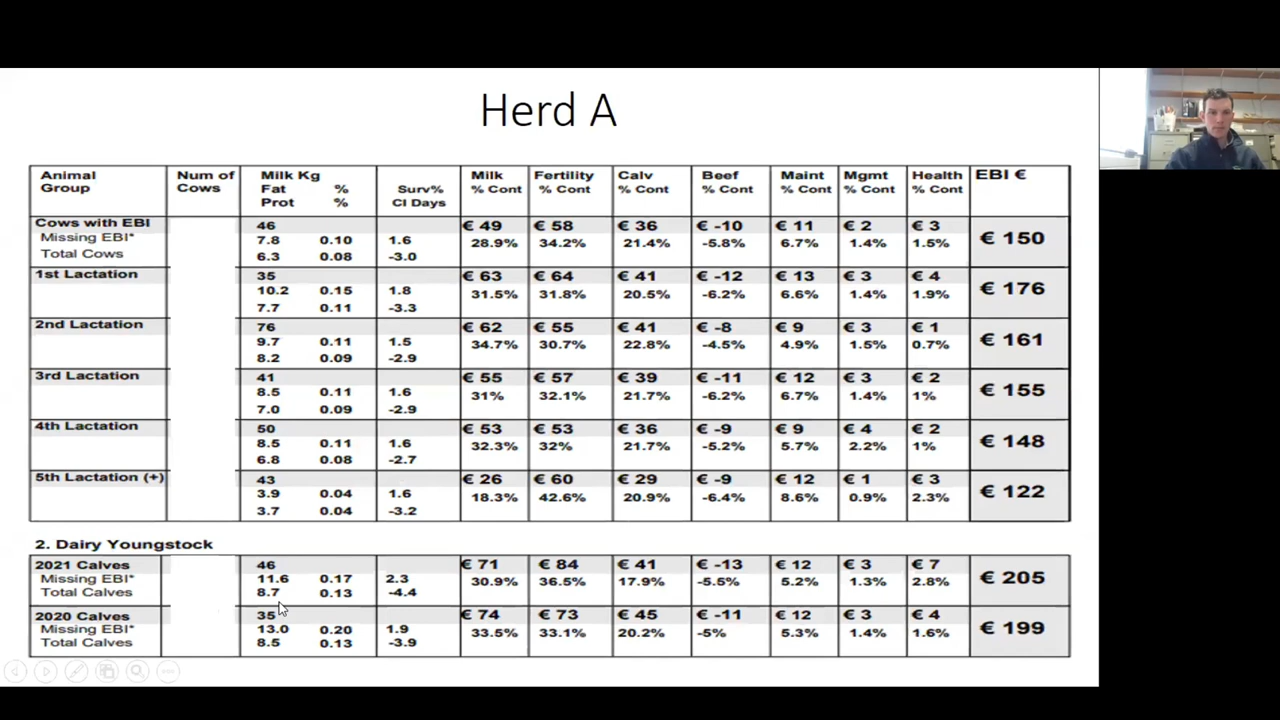 Herd A
Animal Group Num of Cows Milk Kg Fat % Prot % Surv% CI Days Milk % Cont Fertility % Cont Calv % Cont Beef % Cont Maint % Cont Mgmt % Cont Health % Cont EBI €
Cows with EBI 46 € 49 € 58 € 36 € -10 € 11 € 2 € 3 € 150
Missing EBI* 7.8 0.10 1.6 28.9% 34.2% 21.4% -5.8% 6.7% 1.4% 1.5%
Total Cows 6.3 0.08 -3.0
1st Lactation 35 € 63 € 64 € 41 € -12 € 13 € 3 € 4 € 176
10.2 0.15 1.8 31.5% 31.8% 20.5% -6.2% 6.6% 1.4% 1.9%
7.7 0.11 -3.3
2nd Lactation 76 € 62 € 55 € 41 € -8 € 9 € 3 € 1 € 161
9.7 0.11 1.5 34.7% 30.7% 22.8% -4.5% 4.9% 1.5% 0.7%
8.2 0.09 -2.9
3rd Lactation 41 € 55 € 57 € 39 € -11 € 12 € 3 € 2 € 155
8.5 0.11 1.6 31% 32.1% 21.7% -6.2% 6.7% 1.4% 1%
7.0 0.09 -2.9
4th Lactation 50 € 53 € 53 € 36 € -9 € 9 € 4 € 2 € 148
8.5 0.11 1.6 32.3% 32% 21.7% -5.2% 5.7% 2.2% 1%
6.8 0.08 -2.7
5th Lactation (+) 43 € 26 € 60 € 29 € -9 € 12 € 1 € 3 € 122
3.9 0.04 1.6 18.3% 42.6% 20.9% -6.4% 8.6% 0.9% 2.3%
3.7 0.04 -3.2
2. Dairy Youngstock
2021 Calves 46 € 71 € 84 € 41 € -13 € 12 € 3 € 7 € 205
Missing EBI* 11.6 0.17 2.3 30.9% 36.5% 17.9% -5.5% 5.2% 1.3% 2.8%
Total Calves 8.7 0.13 -4.4
2020 Calves 35 € 74 € 73 € 45 € -11 € 12 € 3 € 4 € 199
Missing EBI* 13.0 0.20 1.9 33.5% 33.1% 20.2% -5% 5.3% 1.4% 1.6%
Total Calves 8.5 0.13 -3.9